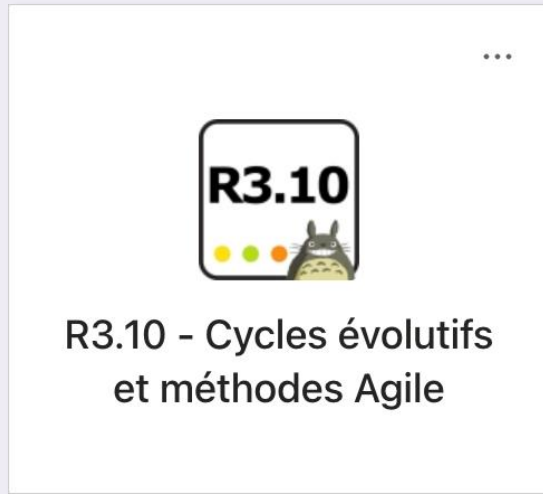 R3.10
R3.10 - Cycles évolutifs
et méthodes Agile